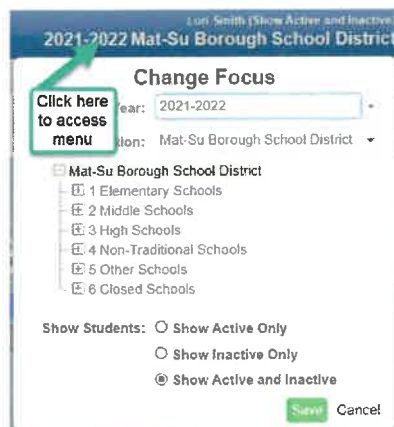 Lori Smith (Show Active and Inactive
2021-2022 Mat-Su Borough School District
Change Focus
Click here
to access
menu
ear: 2021-2022
tion: Mat-Su Borough School District
Mat-Su Borough School District
1 Elementary Schools
2 Middle Schools
3 High Schools
4 Non-Traditional Schools
5 Other Schools
6 Closed Schools
Show Students: Show Active Only
Show Inactive Only
Show Active and Inactive
Save Cancel